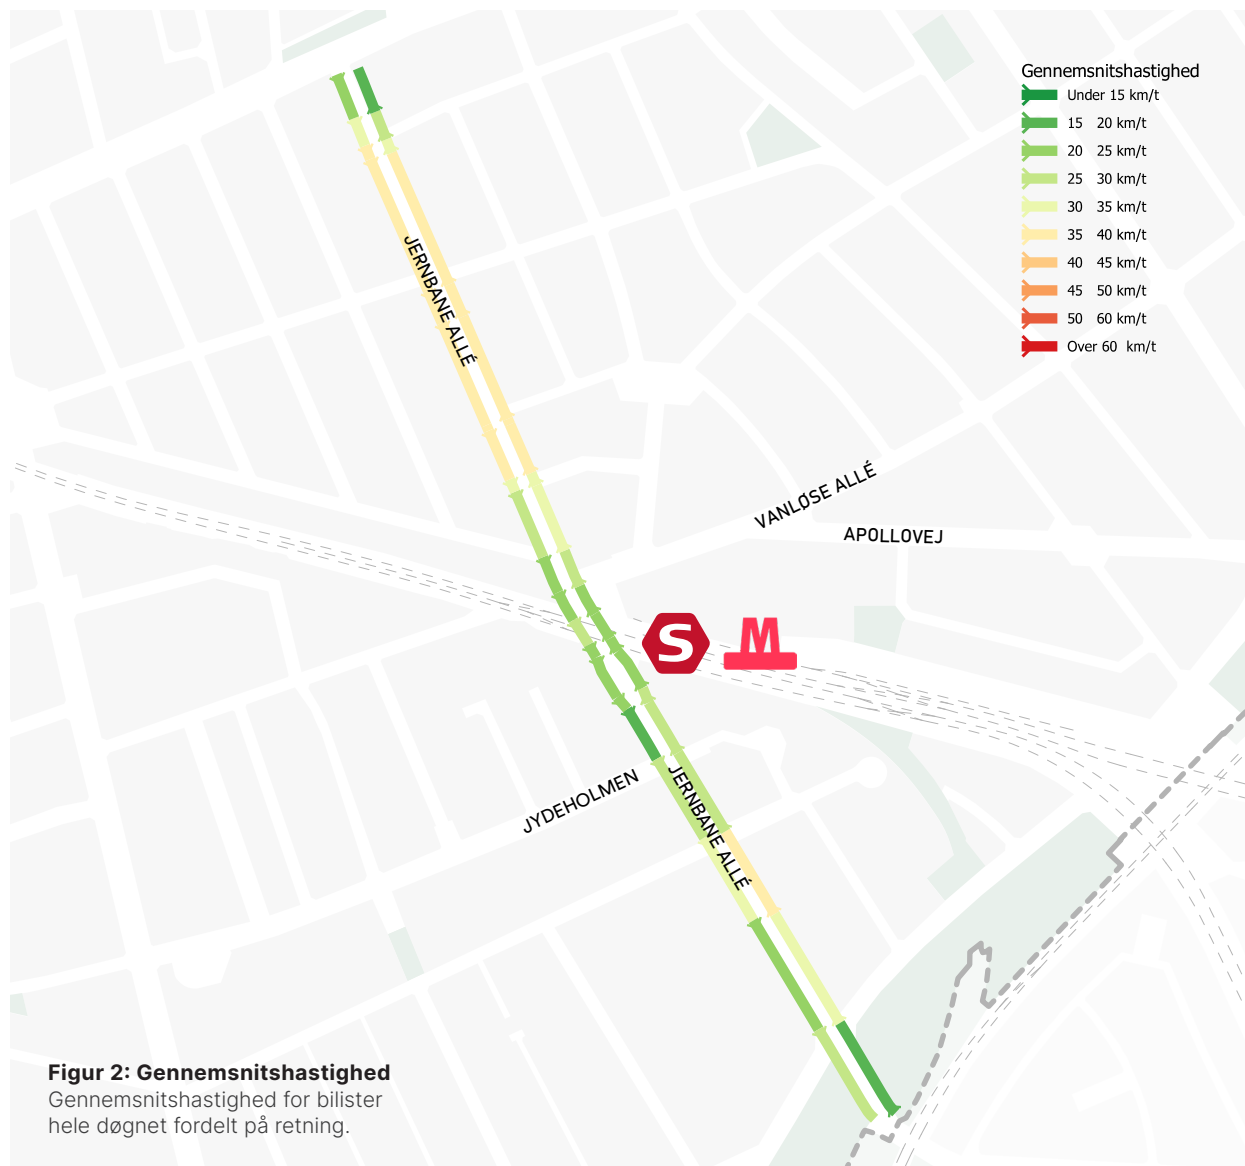 Gennemsnitshastighed
Under 15 km/t
15 20 km/t
20 25 km/t
25 30 km/t
30 35 km/t
35 40 km/t
40 45 km/t
45 50 km/t
50 60 km/t
Over 60 km/t
JERNBANE ALLÉ
VANLØSE ALLÉ
APOLLOVEJ
S
M
JYDEHOLMEN
JERNBANE ALLÉ
Figur 2: Gennemsnitshastighed
Gennemsnitshastighed for bilister
hele døgnet fordelt på retning.